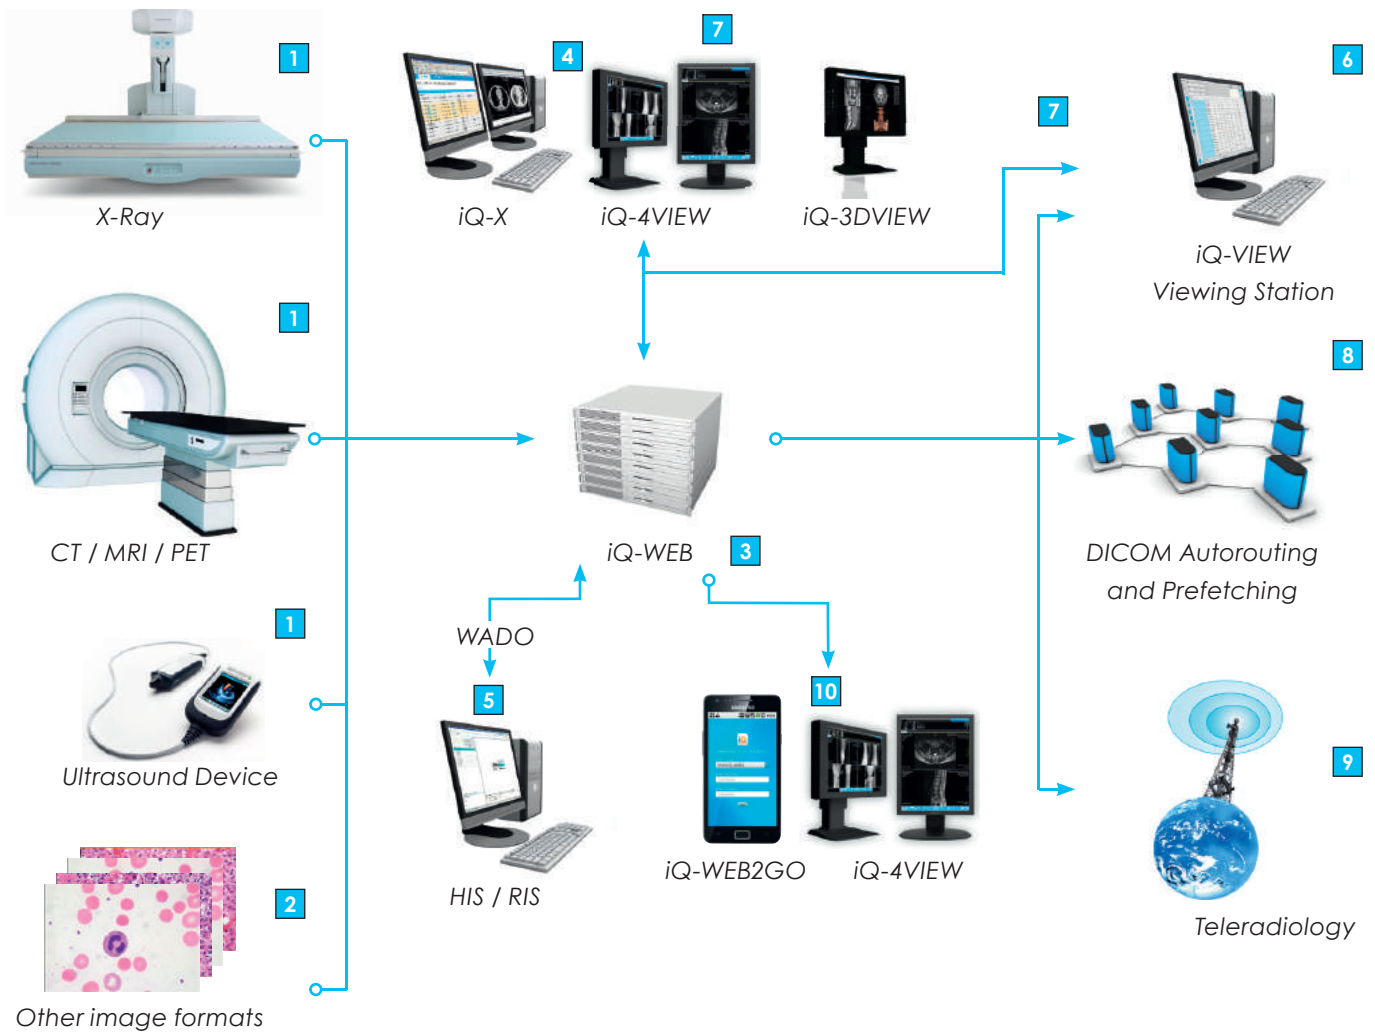 1
4
7
6
7
X-Ray
iQ-X
iQ-4VIEW
iQ-3DVIEW
iQ-VIEW
Viewing Station
1
8
CT / MRI / PET
iQ-WEB
3
DICOM Autorouting
and Prefetching
1
WADO
Ultrasound Device
5
10
9
iQ-WEB2GO
iQ-4VIEW
HIS / RIS
2
Teleradiology
Other image formats